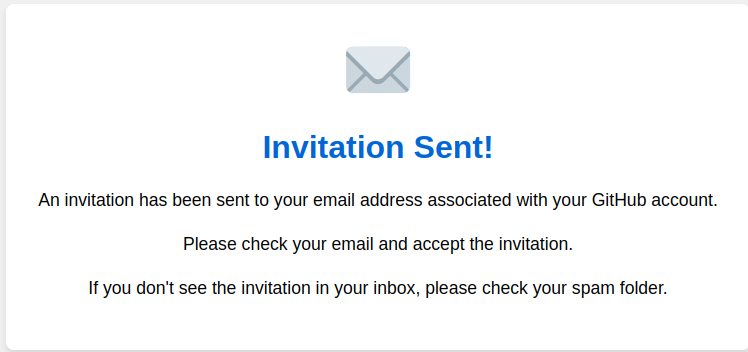 Invitation Sent!
An invitation has been sent to your email address associated with your GitHub account.
Please check your email and accept the invitation.
If you don't see the invitation in your inbox, please check your spam folder.